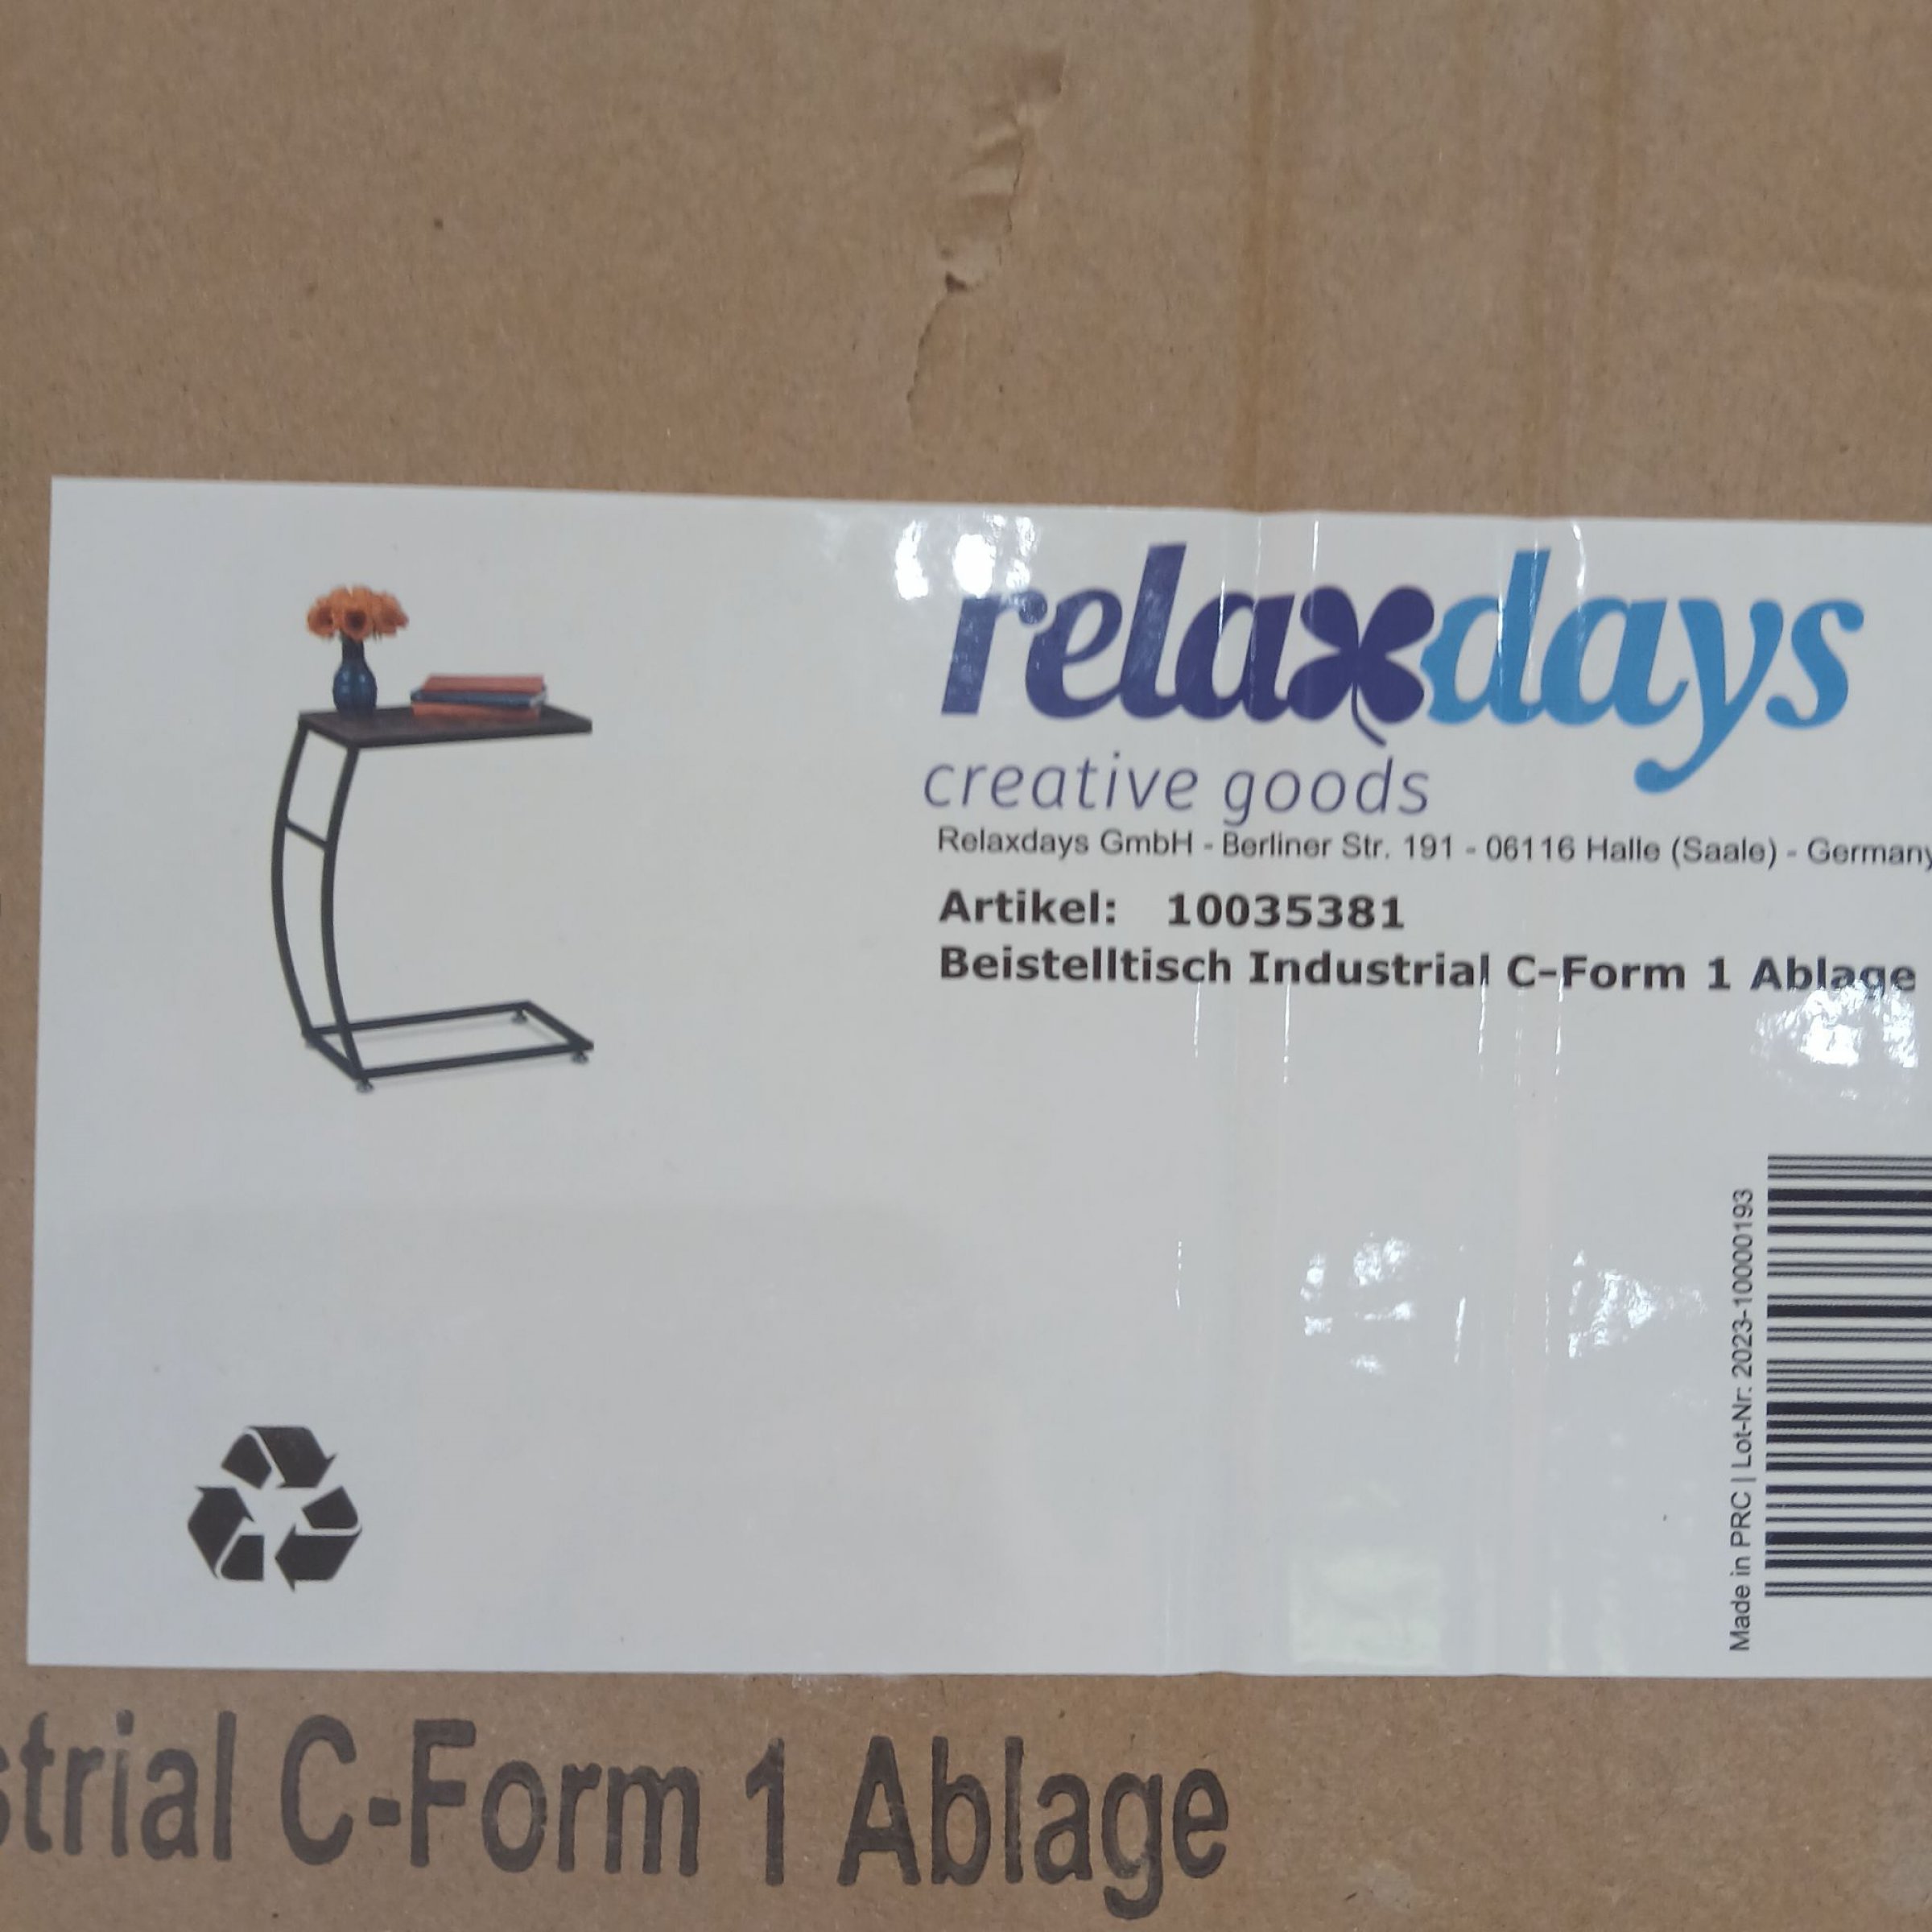 relaxdays
creative goods
Relaxdays GmbH - Berliner Str. 191 - 06116 Halle (Saale) - Germany
Artikel: 10035381
Beistelltisch Industrial C-Form 1 Ablage
Made in PRC | Lot-Nr: 2023-10000193
strial C-Form 1 Ablage